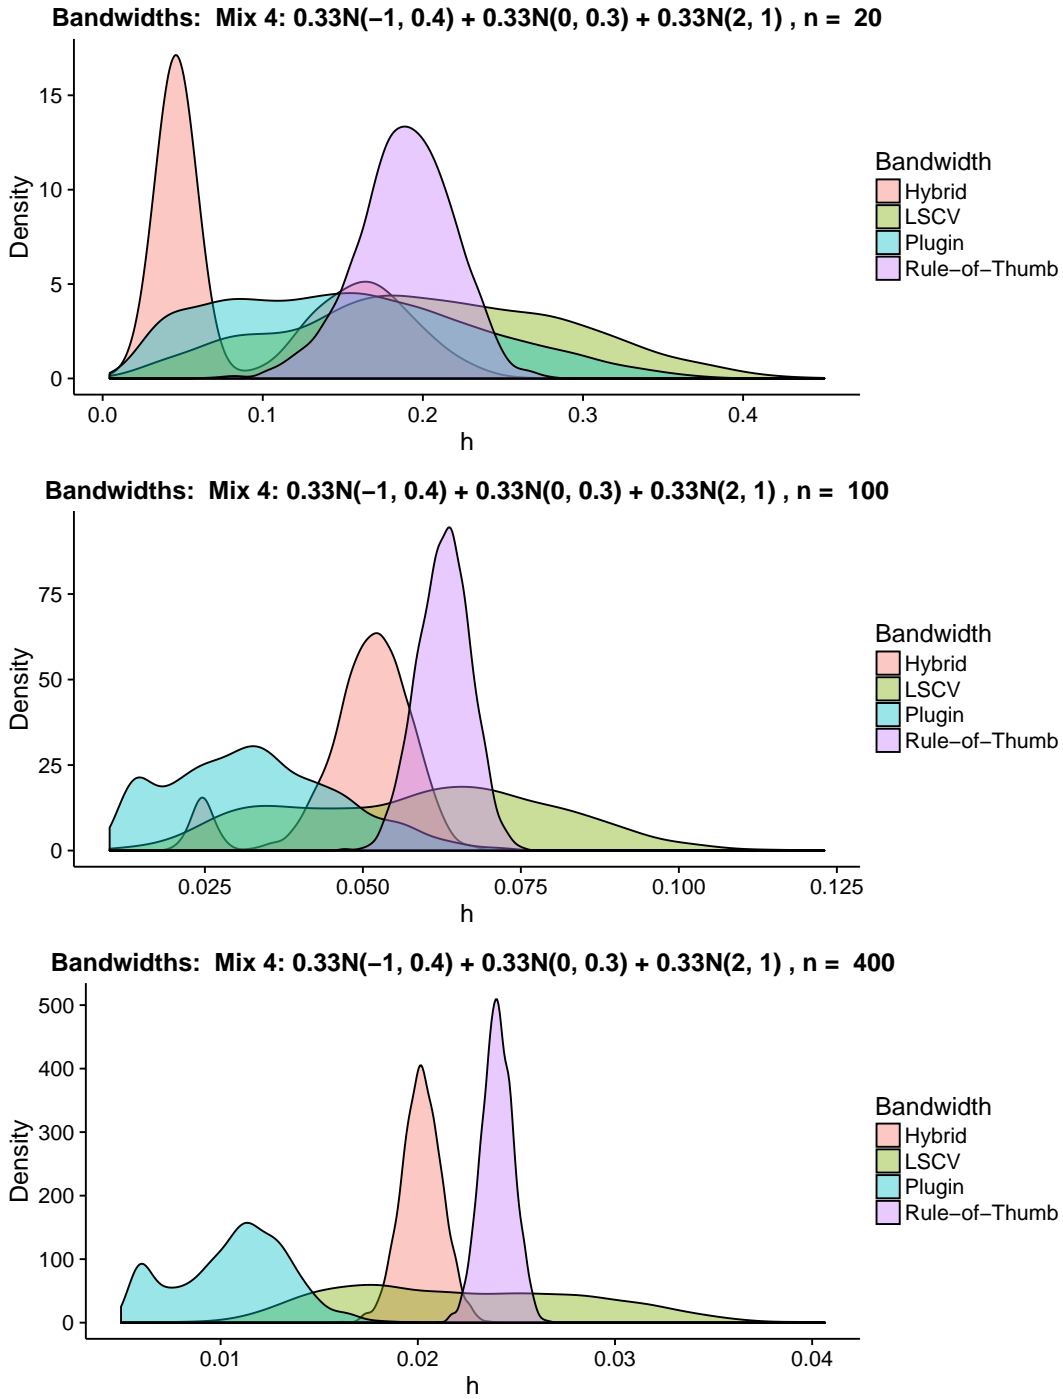 Bandwidths:  Mix 4: 0.33N(−1, 0.4) + 0.33N(0, 0.3) + 0.33N(2, 1) , n =  20
Density
15
10
5
0
0.0 0.1 0.2 0.3 0.4
h
Bandwidth
Hybrid
LSCV
Plugin
Rule−of−Thumb
Bandwidths:  Mix 4: 0.33N(−1, 0.4) + 0.33N(0, 0.3) + 0.33N(2, 1) , n =  100
Density
75
50
25
0
0.025 0.050 0.075 0.100 0.125
h
Bandwidth
Hybrid
LSCV
Plugin
Rule−of−Thumb
Bandwidths:  Mix 4: 0.33N(−1, 0.4) + 0.33N(0, 0.3) + 0.33N(2, 1) , n =  400
Density
500
400
300
200
100
0
0.01 0.02 0.03 0.04
h
Bandwidth
Hybrid
LSCV
Plugin
Rule−of−Thumb